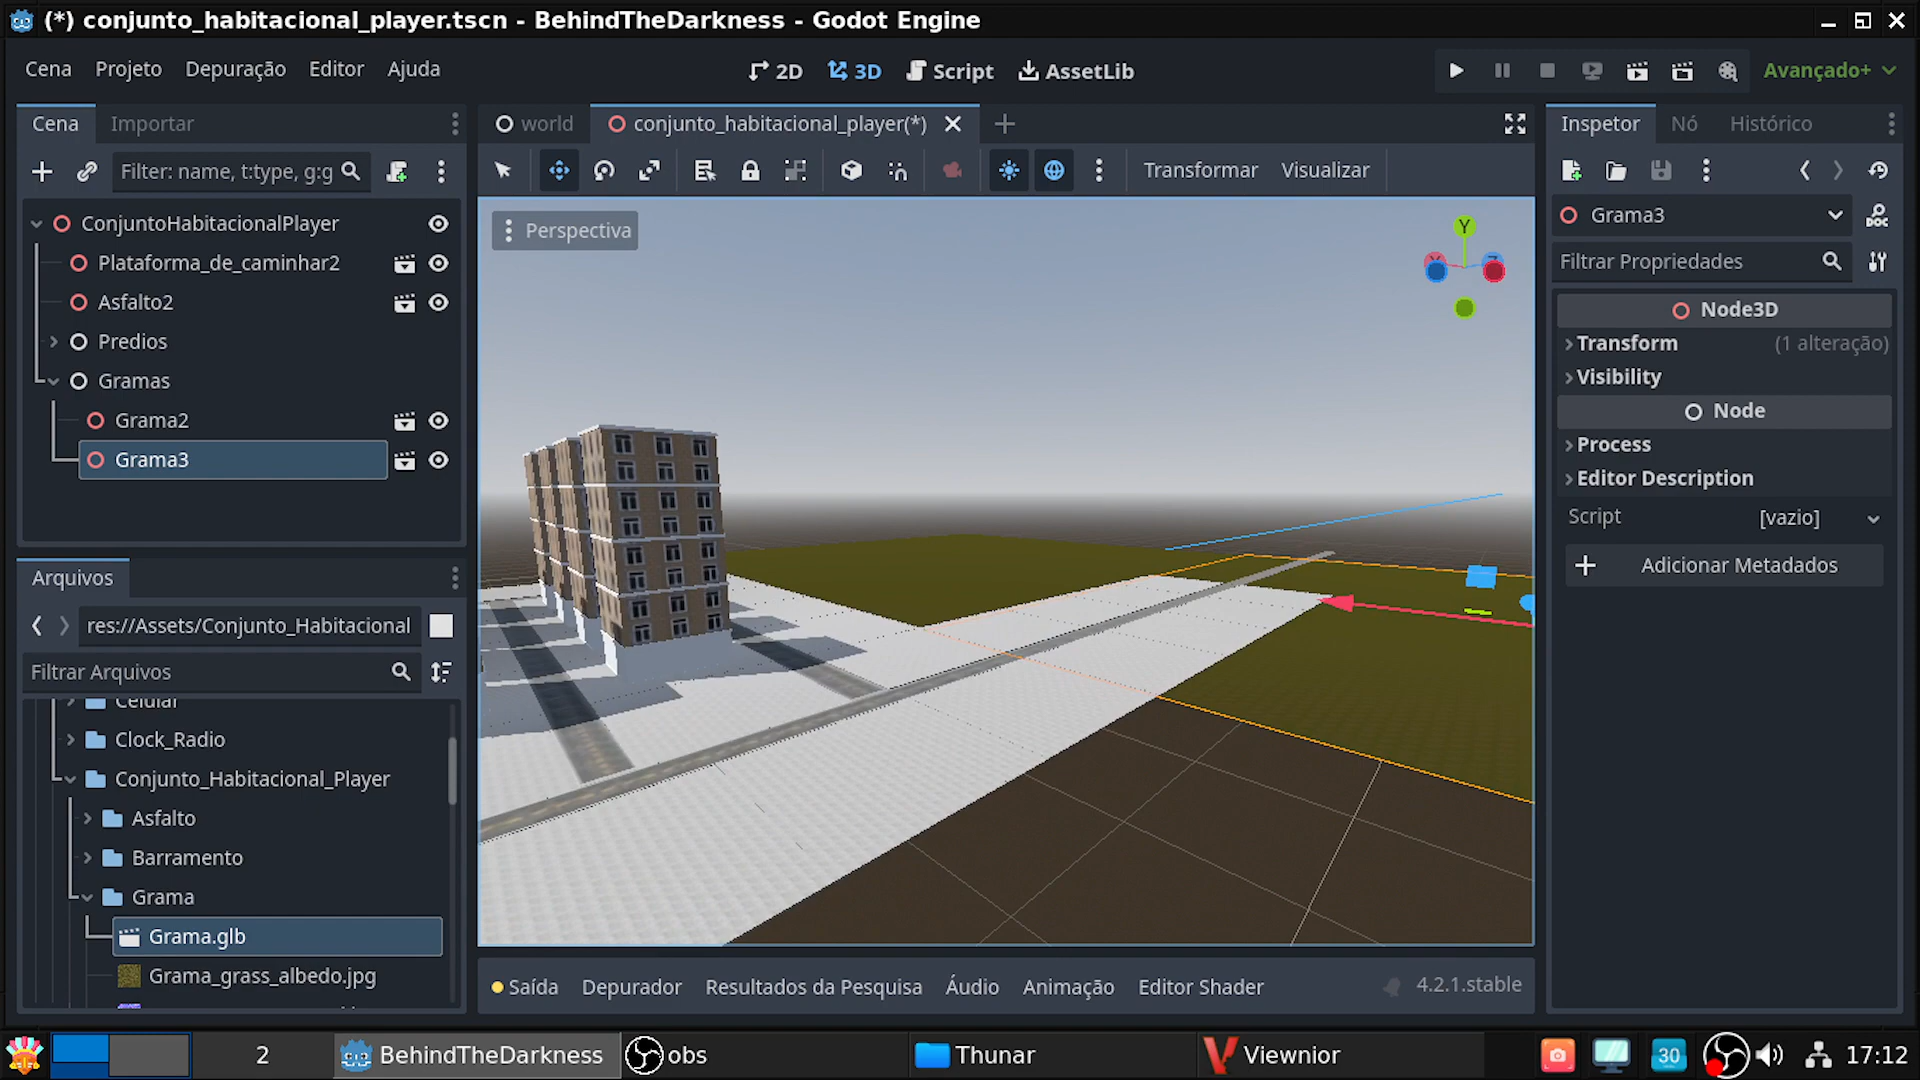 (*) conjunto_habitacional_player.tscn - BehindTheDarkness - Godot Engine
Cena Projeto Depuração Editor Ajuda
2D 3D Script AssetLib
Avançado+
Cena Importar
world conjunto_habitacional_player(*)
Inspetor Nó Histórico
Filter: name, t:type, g:g
Transformar Visualizar
ConjuntoHabitacionalPlayer
Plataforma_de_caminhar2
Asfalto2
Predios
Gramas
Grama2
Grama3
Perspectiva
Y
Grama3
Filtrar Propriedades
Node3D
Transform (1 alteração)
Visibility
Node
Process
Editor Description
Script [vazio]
Adicionar Metadados
Arquivos
res://Assets/Conjunto_Habitacional
Filtrar Arquivos
Celular
Clock_Radio
Conjunto_Habitacional_Player
Asfalto
Barramento
Grama
Grama.glb
Grama_grass_albedo.jpg
Saída Depurador Resultados da Pesquisa Áudio Animação Editor Shader 4.2.1.stable
2 BehindTheDarkness obs Thunar Viewnior 30 17:12